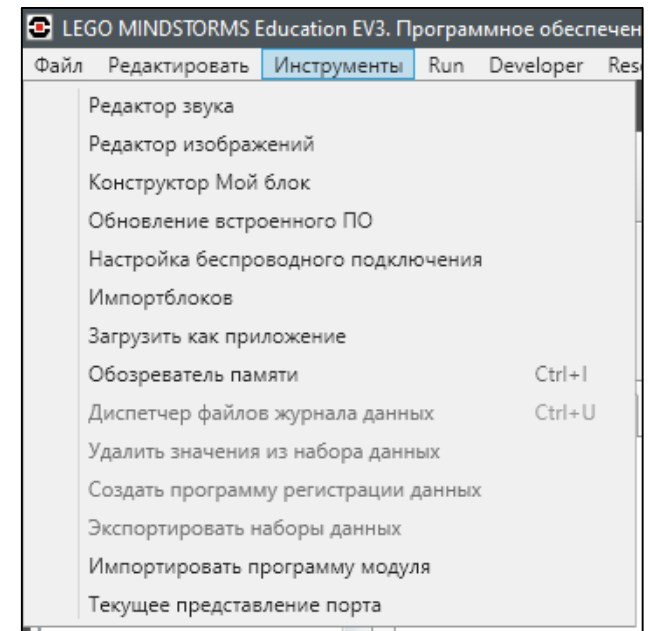 LEGO MINDSTORMS Education EV3. Программное обеспечен
Файл Редактировать Инструменты Run Developer Res
Редактор звука
Редактор изображений
Конструктор Мой блок
Обновление встроенного ПО
Настройка беспроводного подключения
Импортблоков
Загрузить как приложение
Обозреватель памяти Ctrl+I
Диспетчер файлов журнала данных Ctrl+U
Удалить значения из набора данных
Создать программу регистрации данных
Экспортировать наборы данных
Импортировать программу модуля
Текущее представление порта